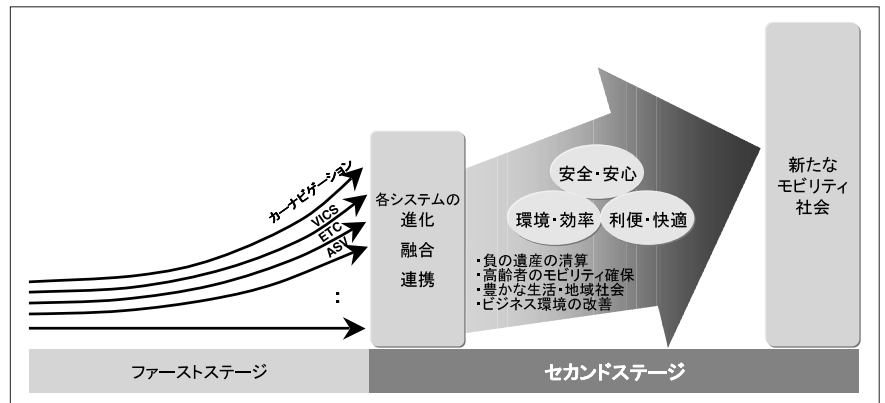 カーナビゲーション
VICS
ETC
ASV
:
各システムの
進化
融合
連携
安全・安心
環境・効率
利便・快適
・負の遺産の清算
・高齢者のモビリティ確保
・豊かな生活・地域社会
・ビジネス環境の改善
新たな
モビリティ
社会
ファーストステージ
セカンドステージ